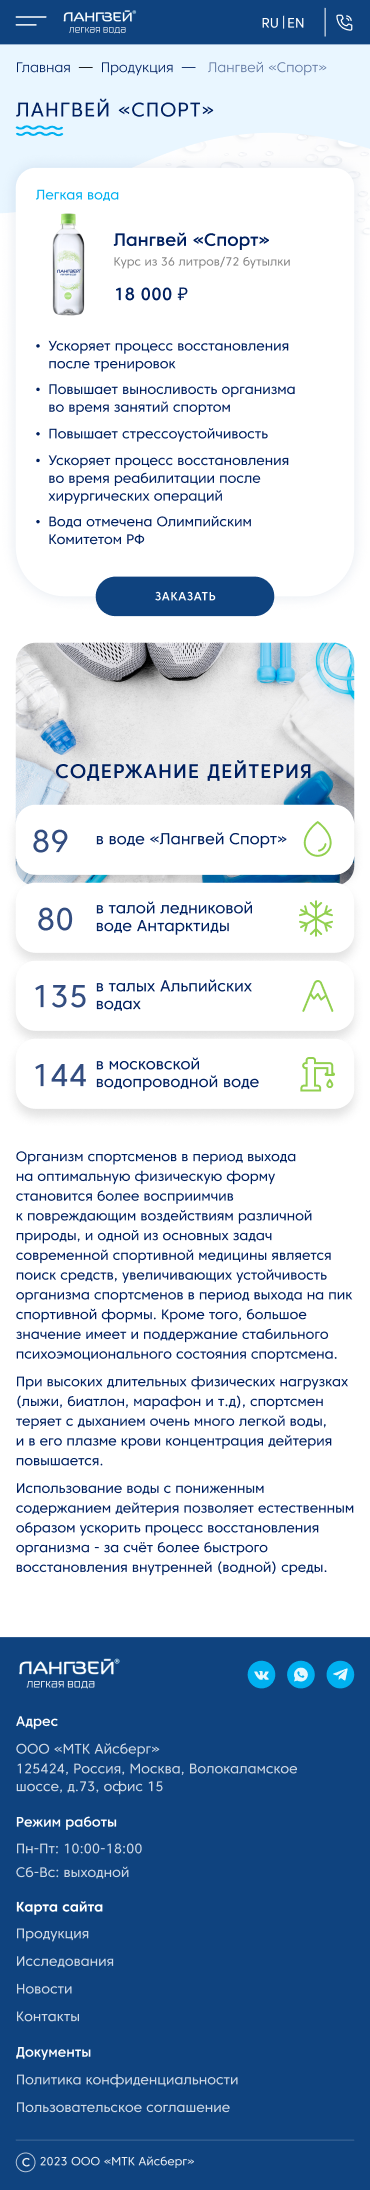 ЛАНГВЕЙ®
легкая вода
RU | EN
Главная — Продукция — Лангвей «Спорт»
ЛАНГВЕЙ «СПОРТ»
Легкая вода
ЛАНГВЕЙ
Лангвей «Спорт»
Курс из 36 литров/72 бутылки
18 000 ₽
• Ускоряет процесс восстановления
после тренировок
• Повышает выносливость организма
во время занятий спортом
• Повышает стрессоустойчивость
• Ускоряет процесс восстановления
во время реабилитации после
хирургических операций
• Вода отмечена Олимпийским
Комитетом РФ
ЗАКАЗАТЬ
СОДЕРЖАНИЕ ДЕЙТЕРИЯ
89 в воде «Лангвей Спорт»
80 в талой ледниковой
воде Антарктиды
135 в талых Альпийских
водах
144 в московской
водопроводной воде
Организм спортсменов в период выхода
на оптимальную физическую форму
становится более восприимчив
к повреждающим воздействиям различной
природы, и одной из основных задач
современной спортивной медицины является
поиск средств, увеличивающих устойчивость
организма спортсменов в период выхода на пик
спортивной формы. Кроме того, большое
значение имеет и поддержание стабильного
психоэмоционального состояния спортсмена.
При высоких длительных физических нагрузках
(лыжи, биатлон, марафон и т.д), спортсмен
теряет с дыханием очень много легкой воды,
и в его плазме крови концентрация дейтерия
повышается.
Использование воды с пониженным
содержанием дейтерия позволяет естественным
образом ускорить процесс восстановления
организма - за счёт более быстрого
восстановления внутренней (водной) среды.
ЛАНГВЕЙ®
легкая вода
Адрес
ООО «МТК Айсберг»
125424, Россия, Москва, Волокаламское
шоссе, д.73, офис 15
Режим работы
Пн-Пт: 10:00-18:00
Сб-Вс: выходной
Карта сайта
Продукция
Исследования
Новости
Контакты
Документы
Политика конфиденциальности
Пользовательское соглашение
© 2023 ООО «МТК Айсберг»